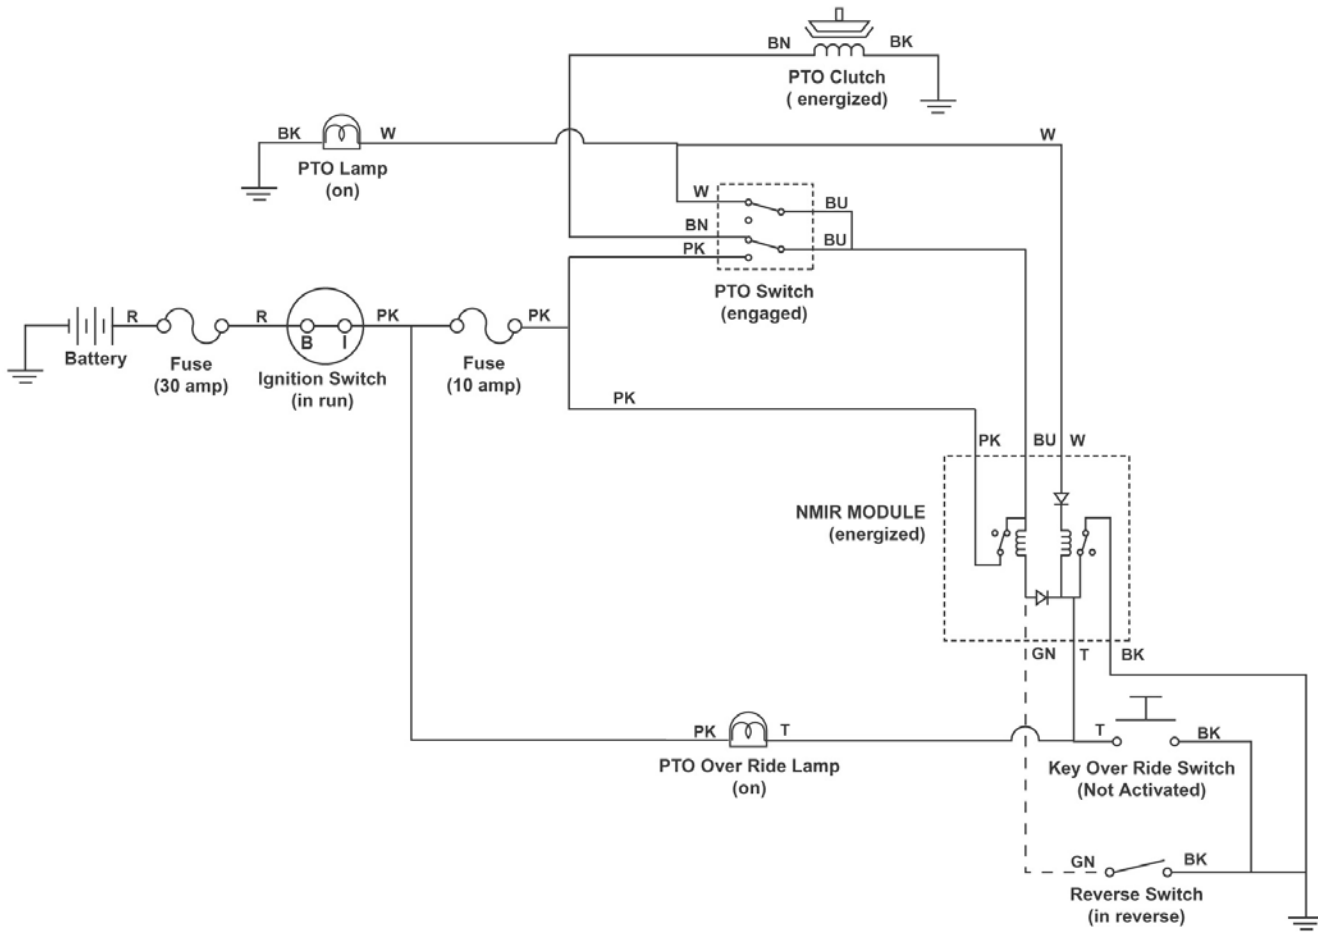 BN
BK
PTO Clutch
( energized)
BK
W
W
PTO Lamp
(on)
W
BU
BN
BU
PK
PTO Switch
(engaged)
R
R
PK
PK
B
I
Battery
Fuse
(30 amp)
Ignition Switch
(in run)
Fuse
(10 amp)
PK
PK
BU
W
NMIR MODULE
(energized)
GN
T
BK
PK
T
T
BK
PTO Over Ride Lamp
(on)
Key Over Ride Switch
(Not Activated)
GN
BK
Reverse Switch
(in reverse)